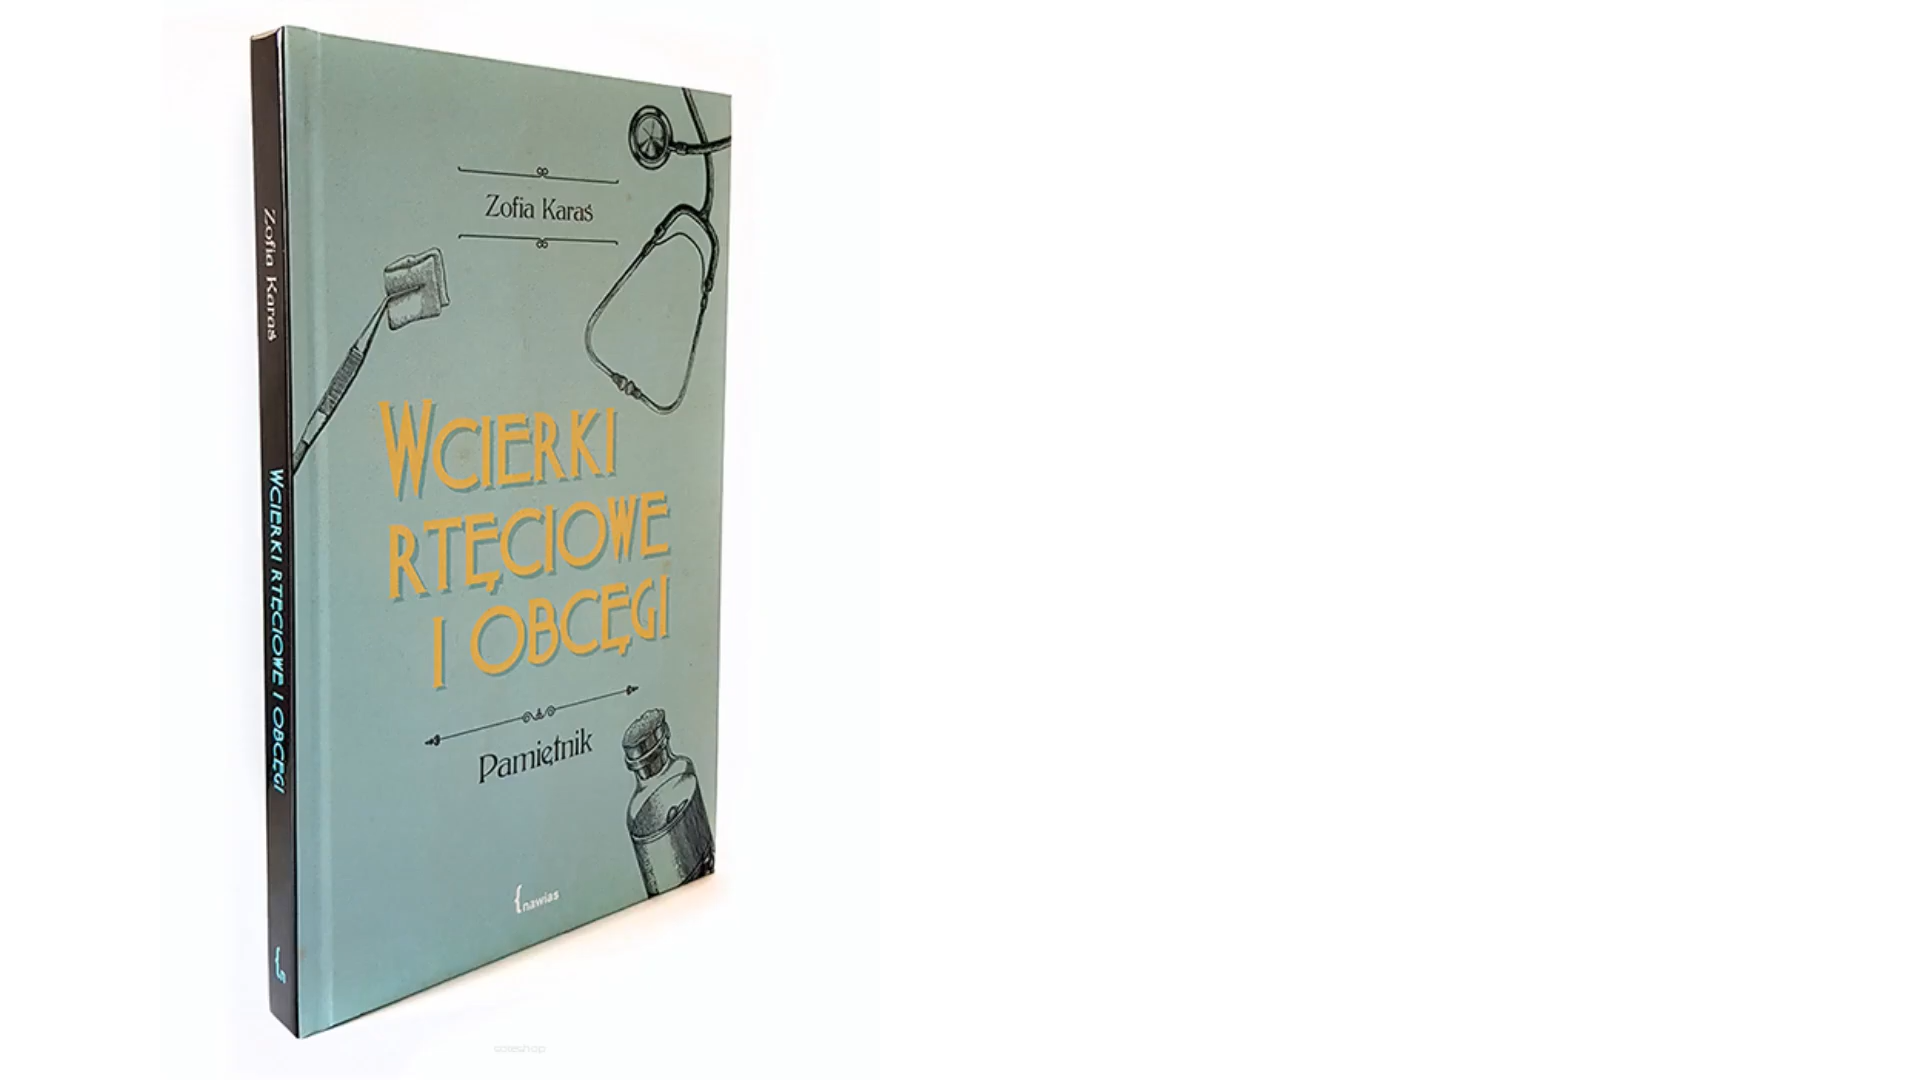 Zofia Karaś
WCIERKI
RTĘCIOWE
I OBCĘGI
Pamiętnik
nawias
Zofia Karaś
WCIERKI RTĘCIOWE I OBCĘGI